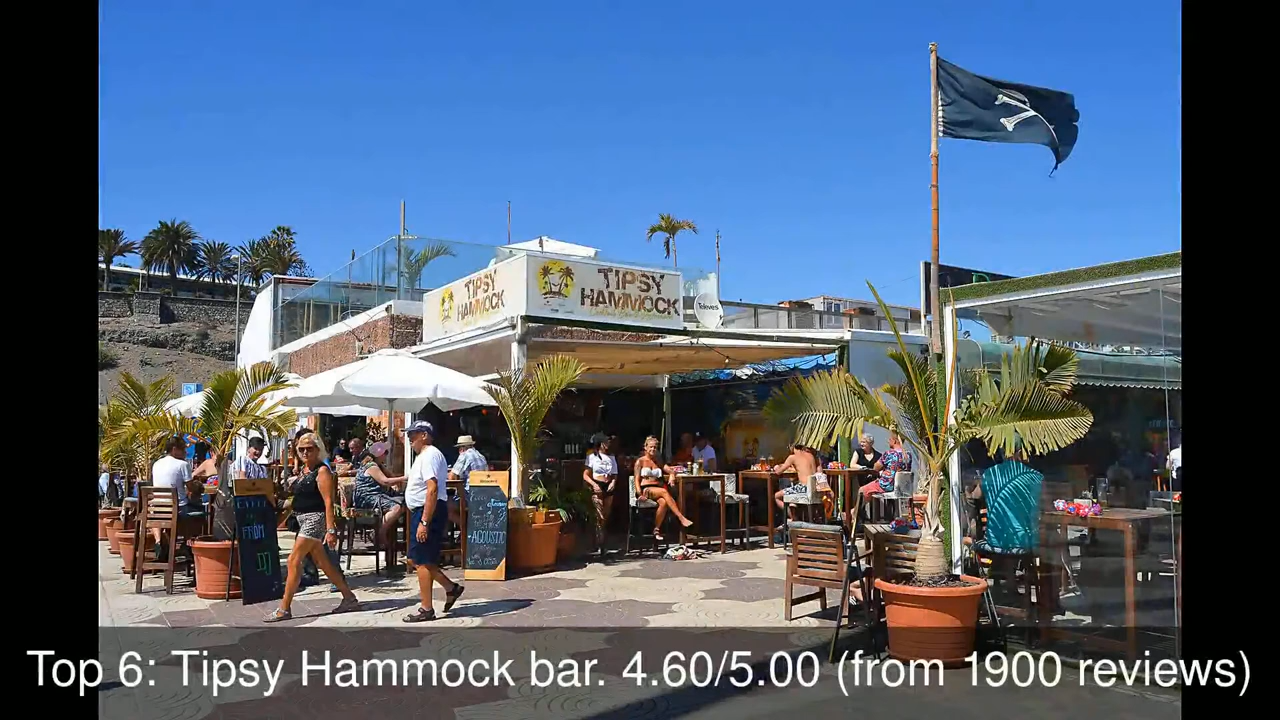 TIPSY
HAMMOCK
TIPSY
HAMMOCK
Televes
FROM
DJ
ACOUSTIC
Top 6: Tipsy Hammock bar. 4.60/5.00 (from 1900 reviews)